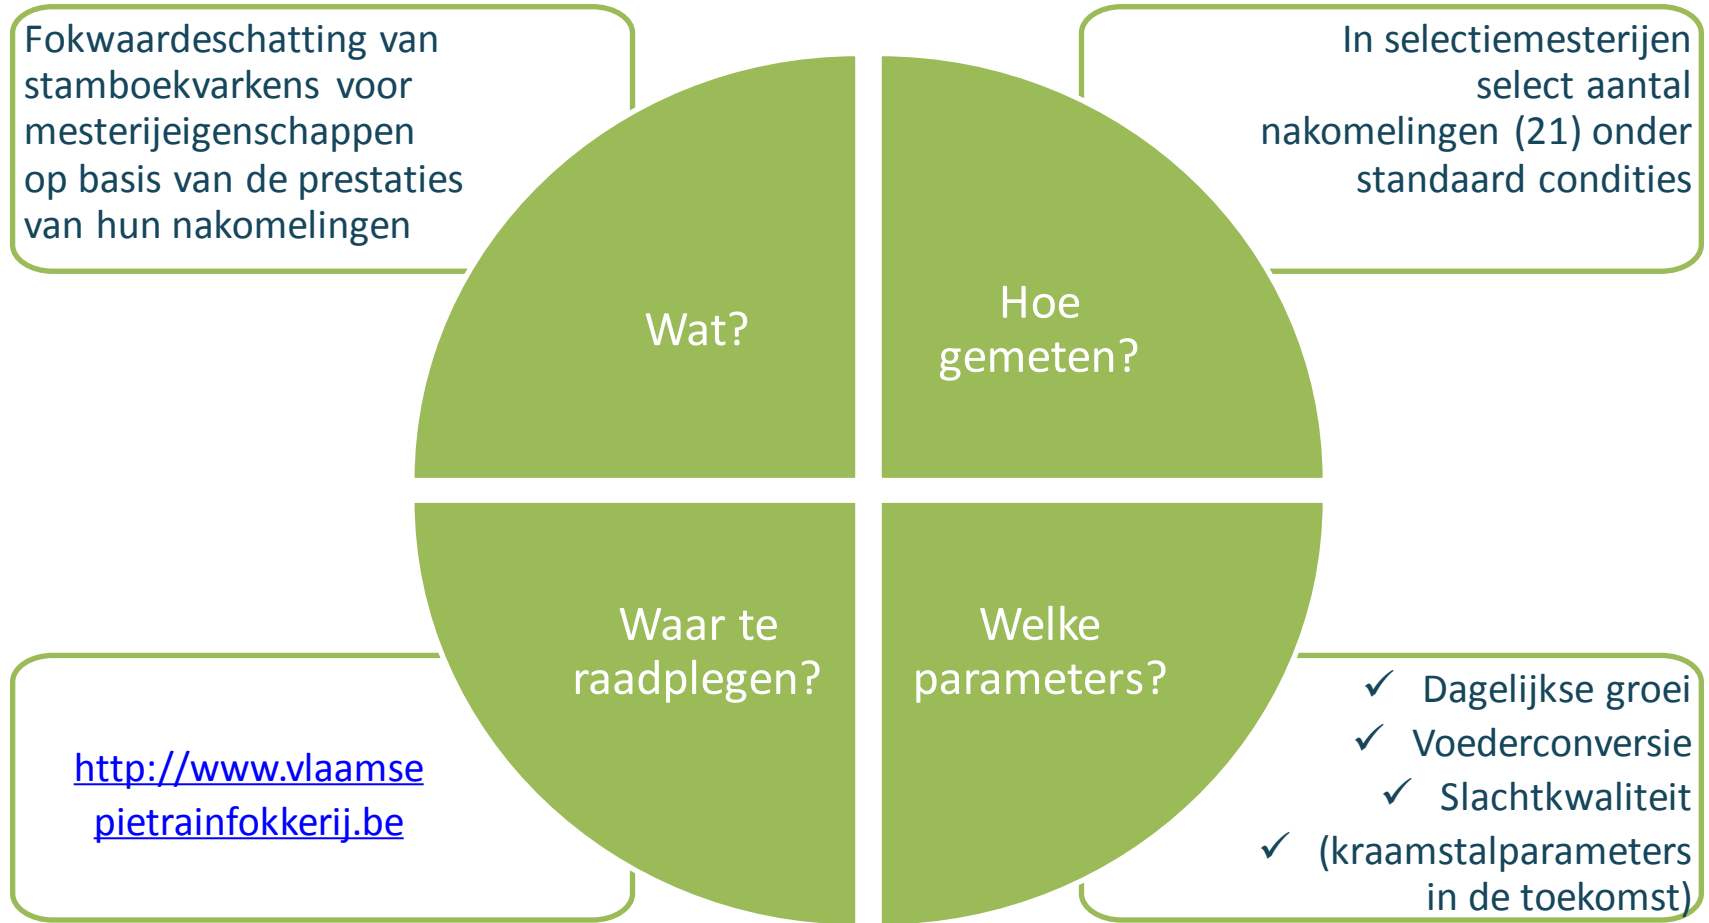 Fokwaardeschatting van
stamboekvarkens voor
mesterijeigenschappen
op basis van de prestaties
van hun nakomelingen
In selectiemesterijen
select aantal
nakomelingen (21) onder
standaard condities
Wat?
Hoe
gemeten?
Waar te
raadplegen?
Welke
parameters?
http://www.vlaamse
pietrainfokkerij.be
✓ Dagelijkse groei
✓ Voederconversie
✓ Slachtkwaliteit
✓ (kraamstalparameters
in de toekomst)